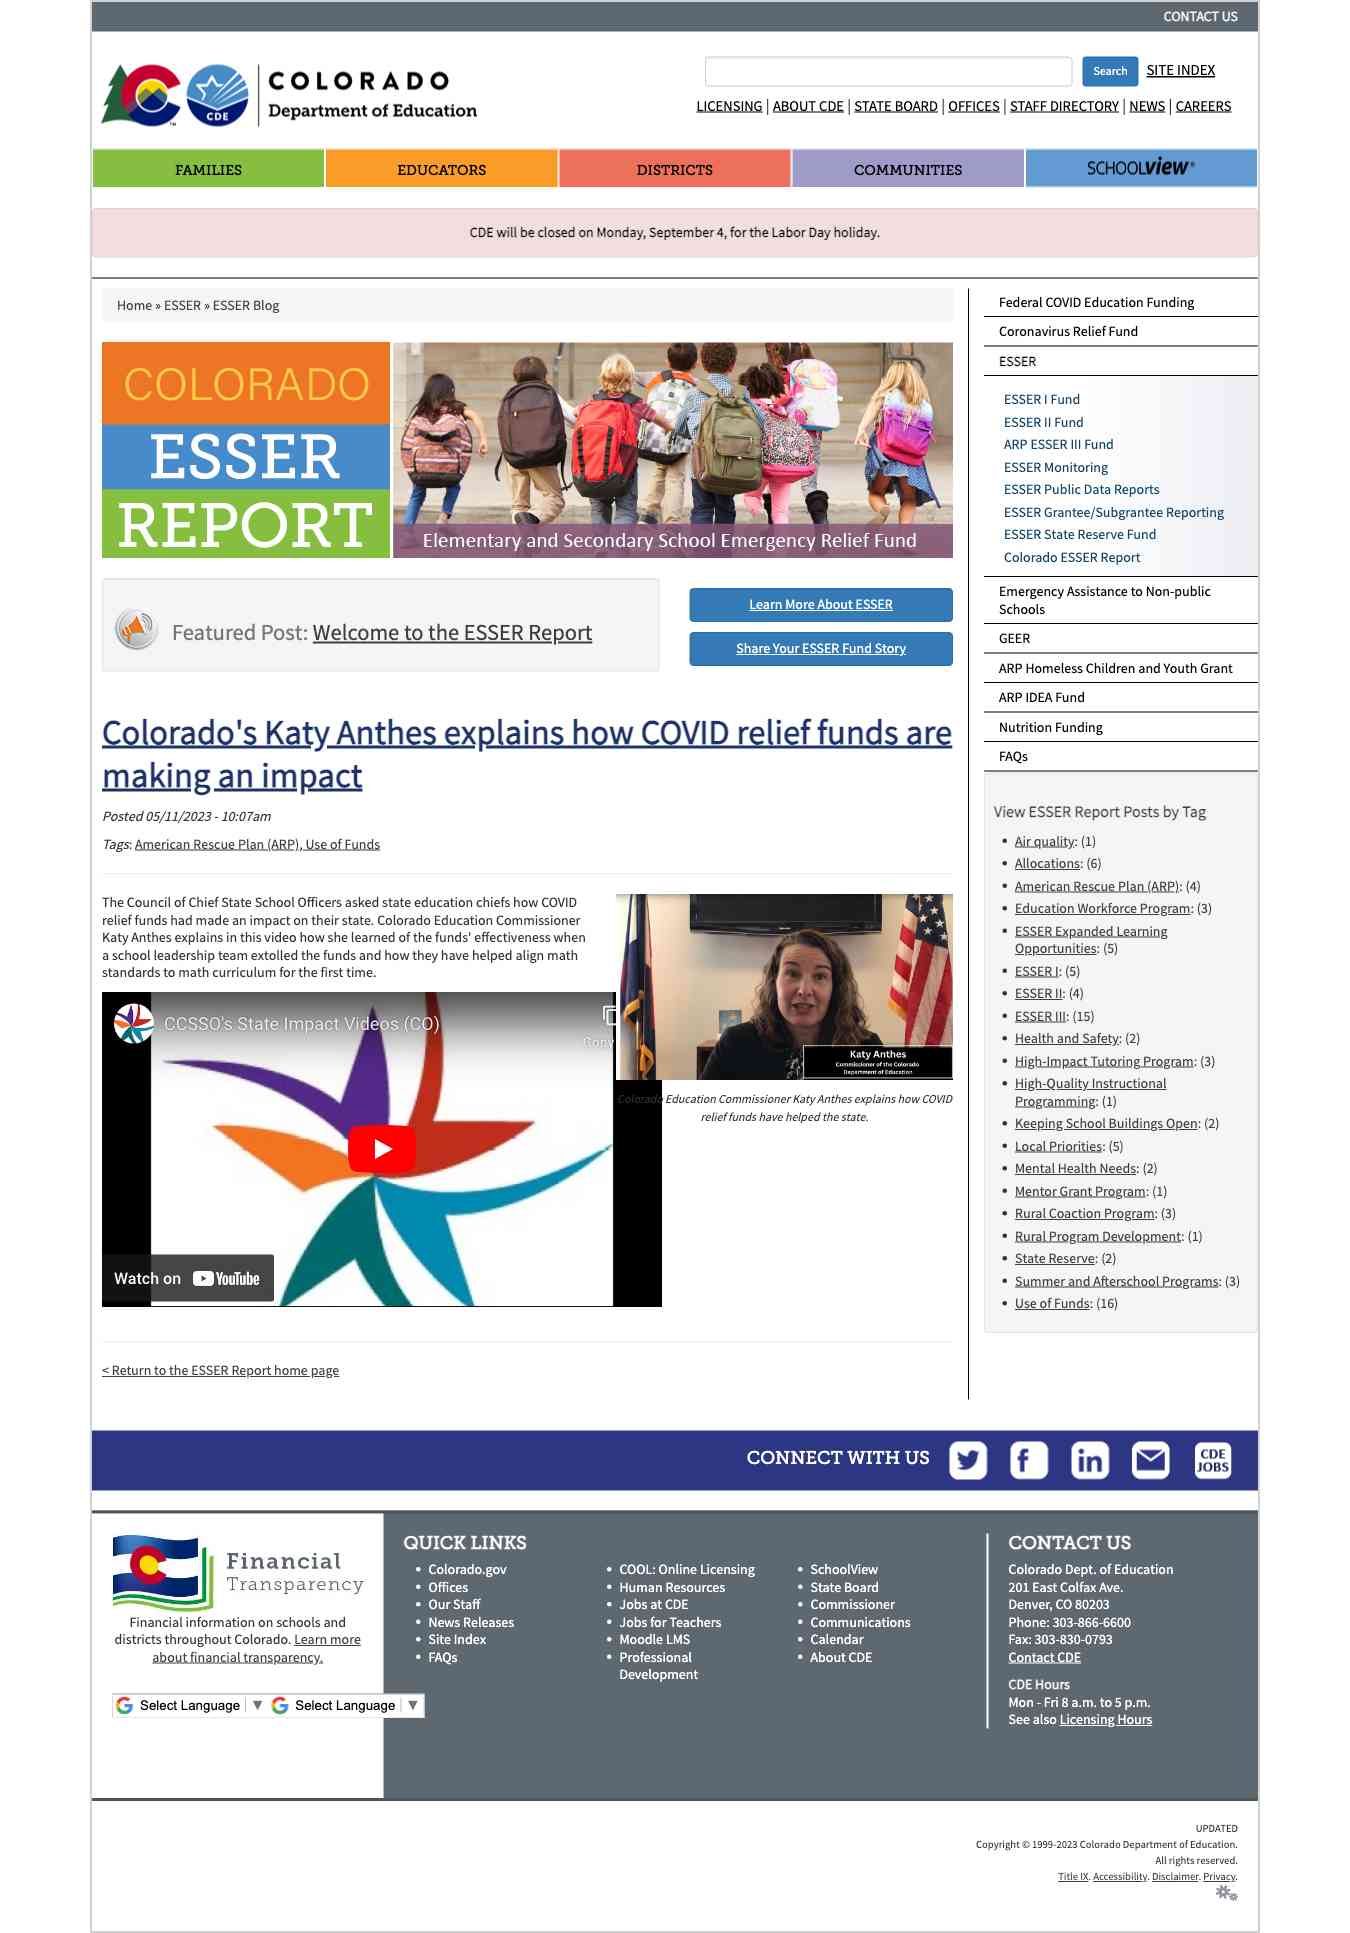 CONTACT US
CDE
COLORADO
Department of Education
Search
SITE INDEX
LICENSING | ABOUT CDE | STATE BOARD | OFFICES | STAFF DIRECTORY | NEWS | CAREERS
FAMILIES
EDUCATORS
DISTRICTS
COMMUNITIES
SCHOOLVIEW®
CDE will be closed on Monday, September 4, for the Labor Day holiday.
Home » ESSER » ESSER Blog
COLORADO
ESSER
REPORT
Elementary and Secondary School Emergency Relief Fund
Featured Post: Welcome to the ESSER Report
Learn More About ESSER
Share Your ESSER Fund Story
Colorado's Katy Anthes explains how COVID relief funds are
making an impact
Posted 05/11/2023 - 10:07am
Tags: American Rescue Plan (ARP), Use of Funds
The Council of Chief State School Officers asked state education chiefs how COVID
relief funds had made an impact on their state. Colorado Education Commissioner
Katy Anthes explains in this video how she learned of the funds' effectiveness when
a school leadership team extolled the funds and how they have helped align math
standards to math curriculum for the first time.
CCSSO's State Impact Videos (CO)
Copy
Watch on YouTube
Katy Anthes
Commissioner of the Colorado
Department of Education
Colorado Education Commissioner Katy Anthes explains how COVID
relief funds have helped the state.
< Return to the ESSER Report home page
Federal COVID Education Funding
Coronavirus Relief Fund
ESSER
ESSER I Fund
ESSER II Fund
ARP ESSER III Fund
ESSER Monitoring
ESSER Public Data Reports
ESSER Grantee/Subgrantee Reporting
ESSER State Reserve Fund
Colorado ESSER Report
Emergency Assistance to Non-public
Schools
GEER
ARP Homeless Children and Youth Grant
ARP IDEA Fund
Nutrition Funding
FAQs
View ESSER Report Posts by Tag
• Air quality: (1)
• Allocations: (6)
• American Rescue Plan (ARP): (4)
• Education Workforce Program: (3)
• ESSER Expanded Learning
Opportunities: (5)
• ESSER I: (5)
• ESSER II: (4)
• ESSER III: (15)
• Health and Safety: (2)
• High-Impact Tutoring Program: (3)
• High-Quality Instructional
Programming: (1)
• Keeping School Buildings Open: (2)
• Local Priorities: (5)
• Mental Health Needs: (2)
• Mentor Grant Program: (1)
• Rural Coaction Program: (3)
• Rural Program Development: (1)
• State Reserve: (2)
• Summer and Afterschool Programs: (3)
• Use of Funds: (16)
CONNECT WITH US
CDE
JOBS
Financial
Transparency
Financial information on schools and
districts throughout Colorado. Learn more
about financial transparency.
Select Language ▼
Select Language ▼
QUICK LINKS
• Colorado.gov
• Offices
• Our Staff
• News Releases
• Site Index
• FAQs
• COOL: Online Licensing
• Human Resources
• Jobs at CDE
• Jobs for Teachers
• Moodle LMS
• Professional
Development
• SchoolView
• State Board
• Commissioner
• Communications
• Calendar
• About CDE
CONTACT US
Colorado Dept. of Education
201 East Colfax Ave.
Denver, CO 80203
Phone: 303-866-6600
Fax: 303-830-0793
Contact CDE
CDE Hours
Mon - Fri 8 a.m. to 5 p.m.
See also Licensing Hours
UPDATED
Copyright © 1999-2023 Colorado Department of Education.
All rights reserved.
Title IX. Accessibility. Disclaimer. Privacy.